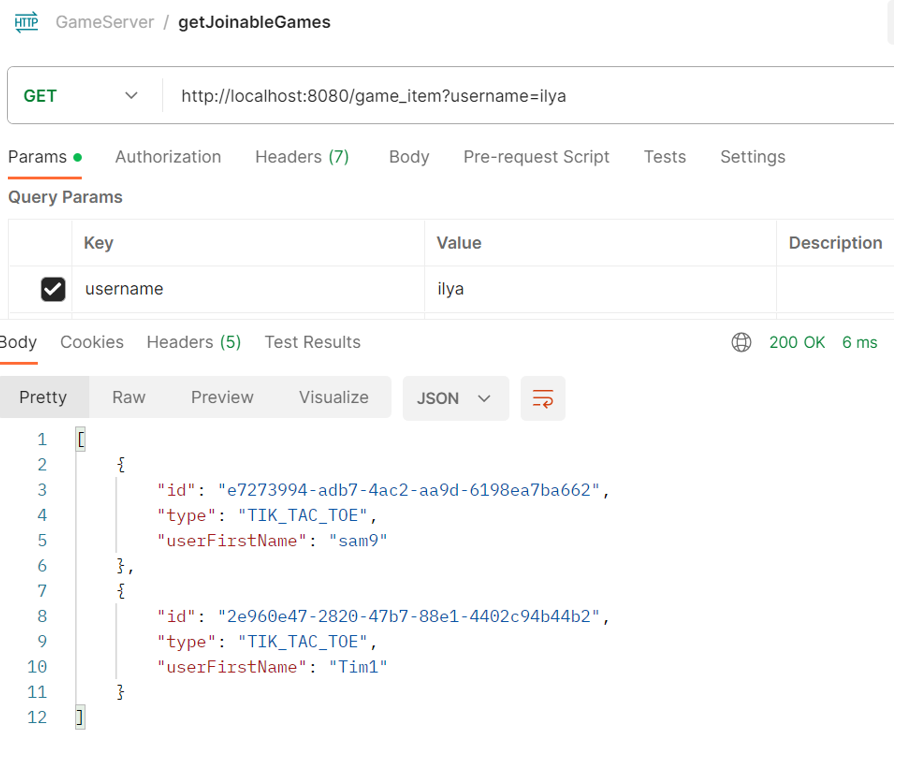 HTTP GameServer / getJoinableGames
GET http://localhost:8080/game_item?username=ilya
Params Authorization Headers (7) Body Pre-request Script Tests Settings
Query Params
Key Value Description
username ilya
Body Cookies Headers (5) Test Results 200 OK 6 ms
Pretty Raw Preview Visualize JSON
1 [
2 {
3 "id": "e7273994-adb7-4ac2-aa9d-6198ea7ba662",
4 "type": "TIK_TAC_TOE",
5 "userFirstName": "sam9"
6 },
7 {
8 "id": "2e960e47-2820-47b7-88e1-4402c94b44b2",
9 "type": "TIK_TAC_TOE",
10 "userFirstName": "Tim1"
11 }
12 ]